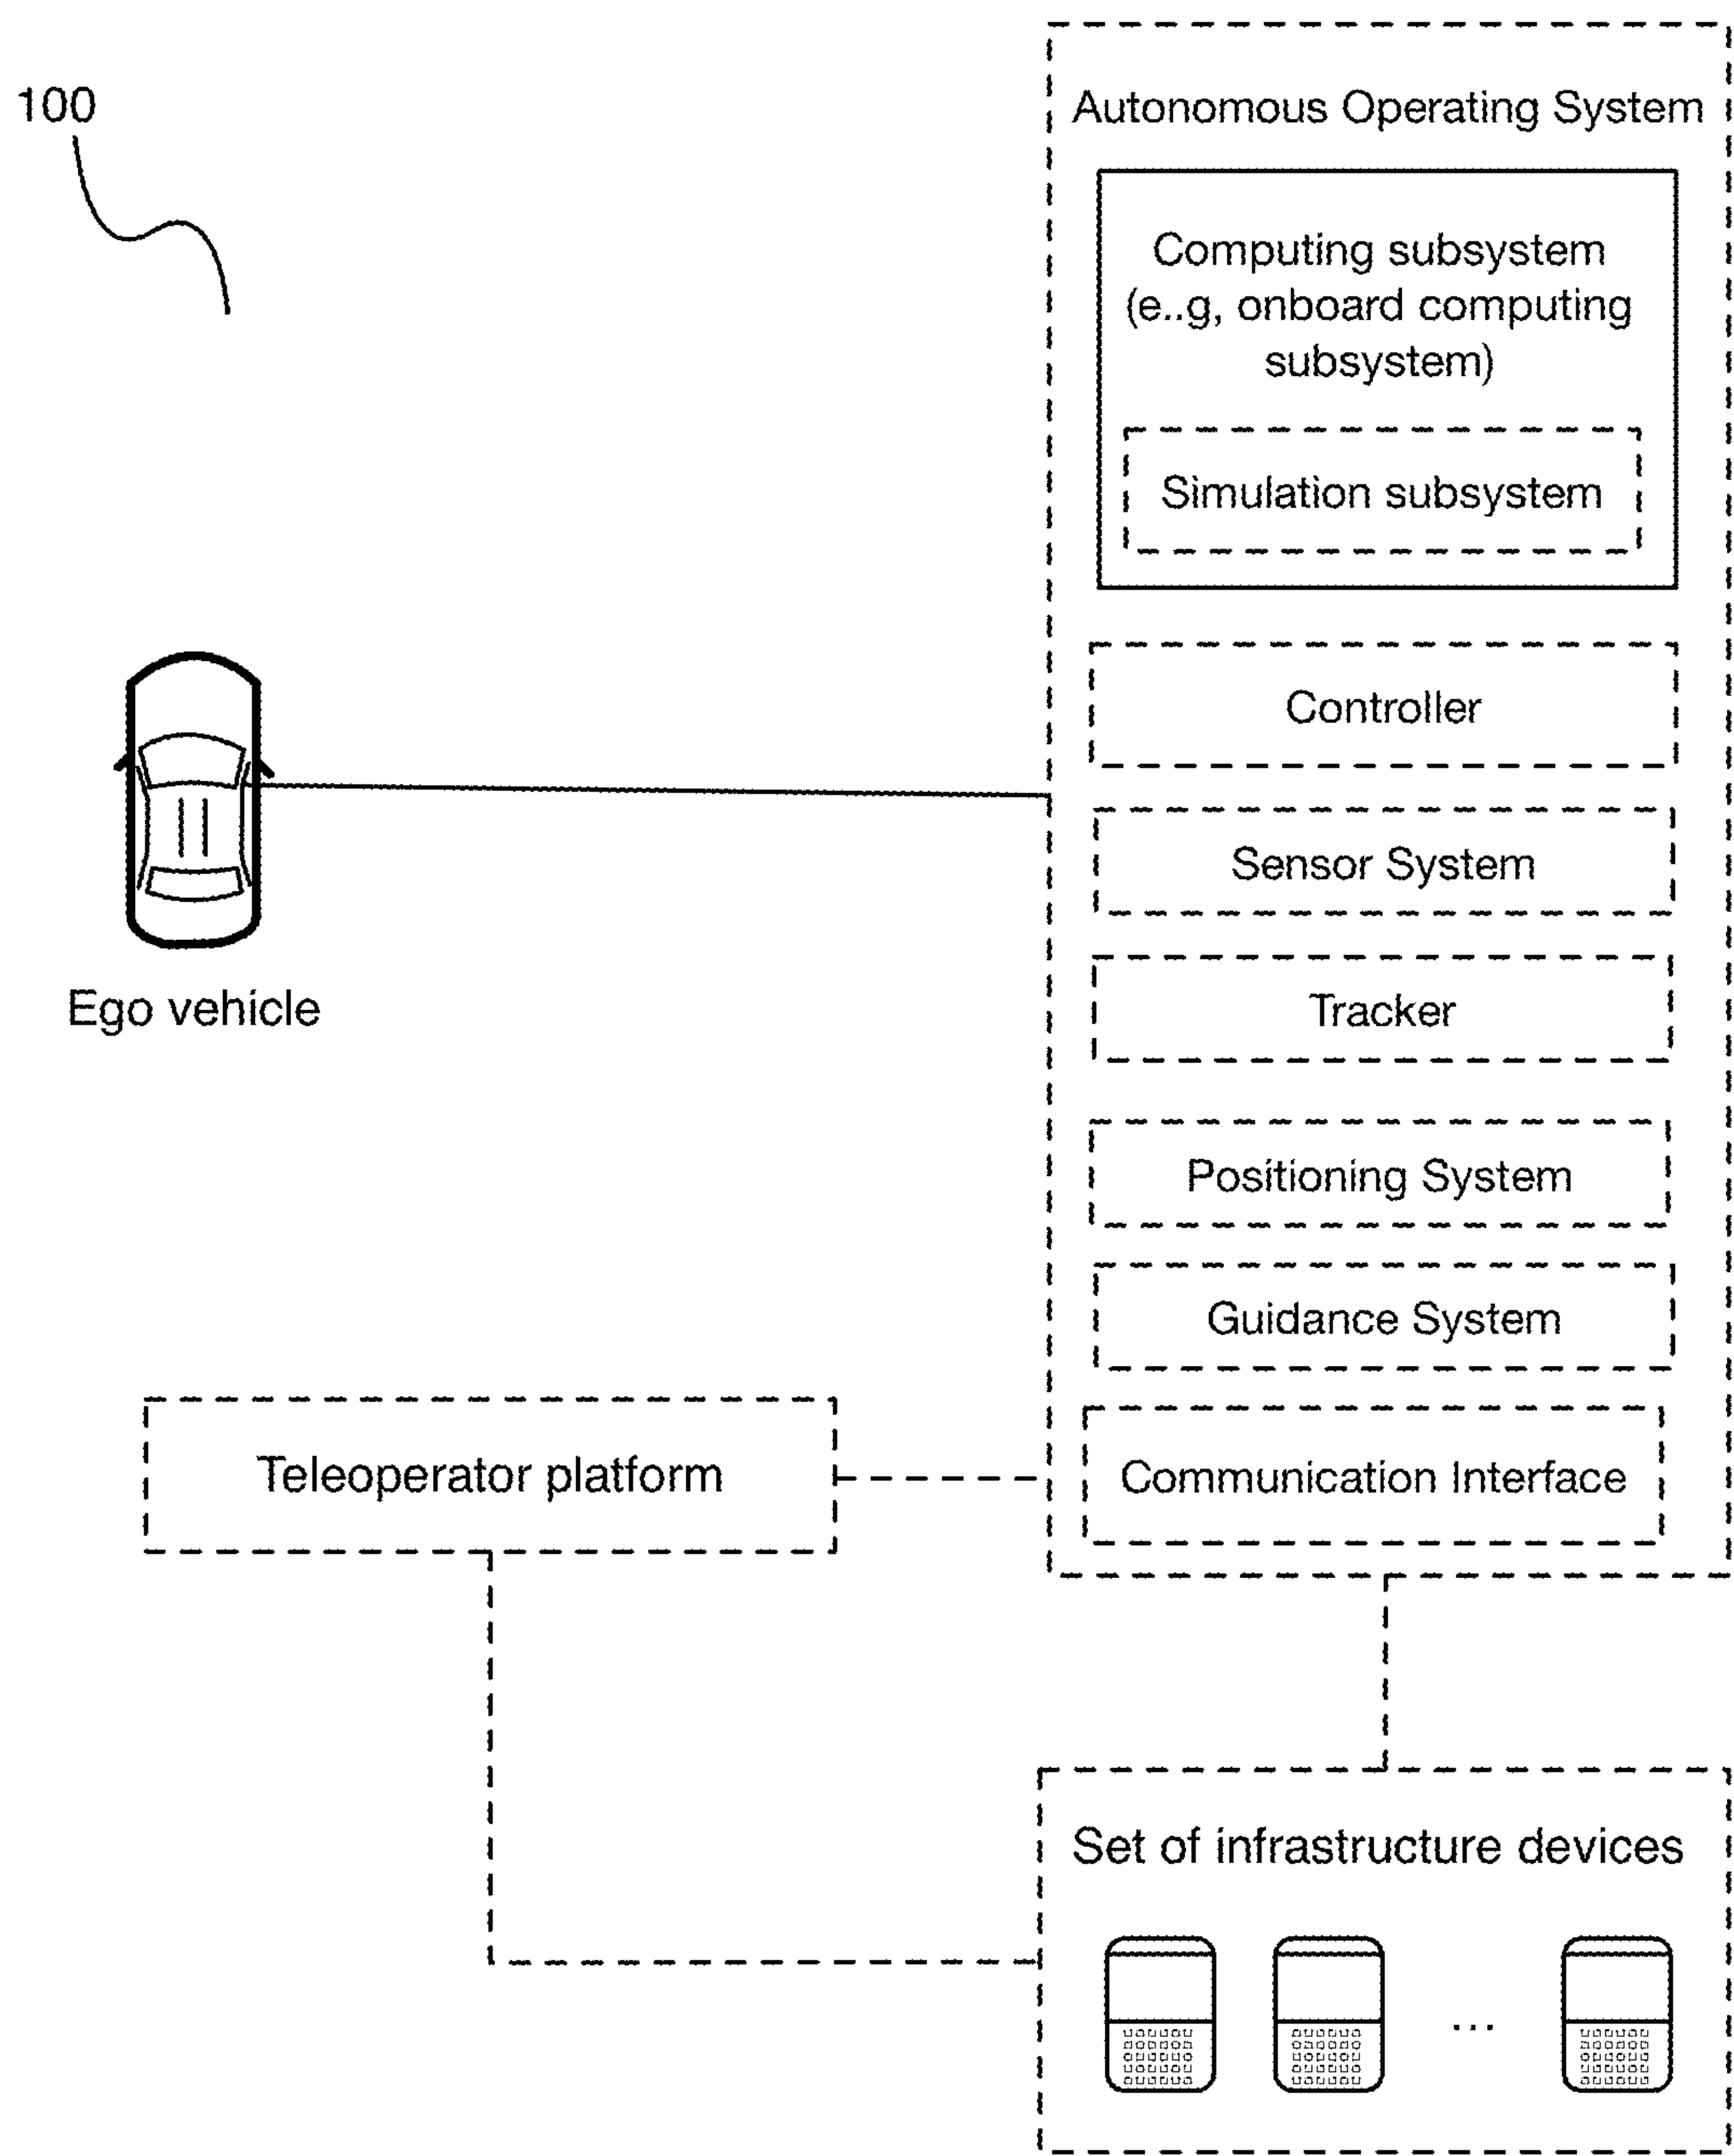 100
Autonomous Operating System
Computing subsystem
(e..g, onboard computing
subsystem)
Simulation subsystem
Controller
Sensor System
Tracker
Positioning System
Guidance System
Communication Interface
Ego vehicle
Teleoperator platform
Set of infrastructure devices
...